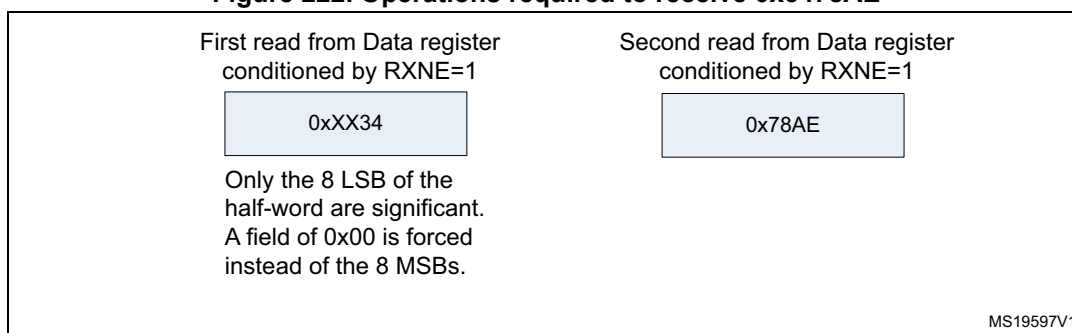 First read from Data register
conditioned by RXNE=1
0xXX34
Only the 8 LSB of the
half-word are significant.
A field of 0x00 is forced
instead of the 8 MSBs.
Second read from Data register
conditioned by RXNE=1
0x78AE
MS19597V1